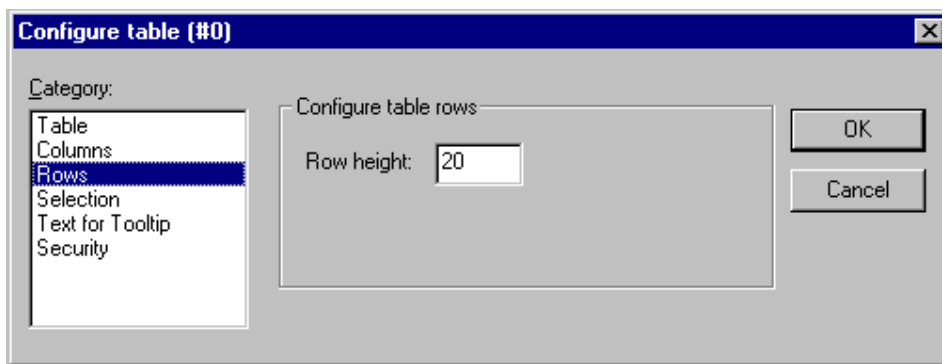 Configure table (#0)
Category:
Table
Columns
Rows
Selection
Text for Tooltip
Security
Configure table rows
Row height: 20
OK
Cancel